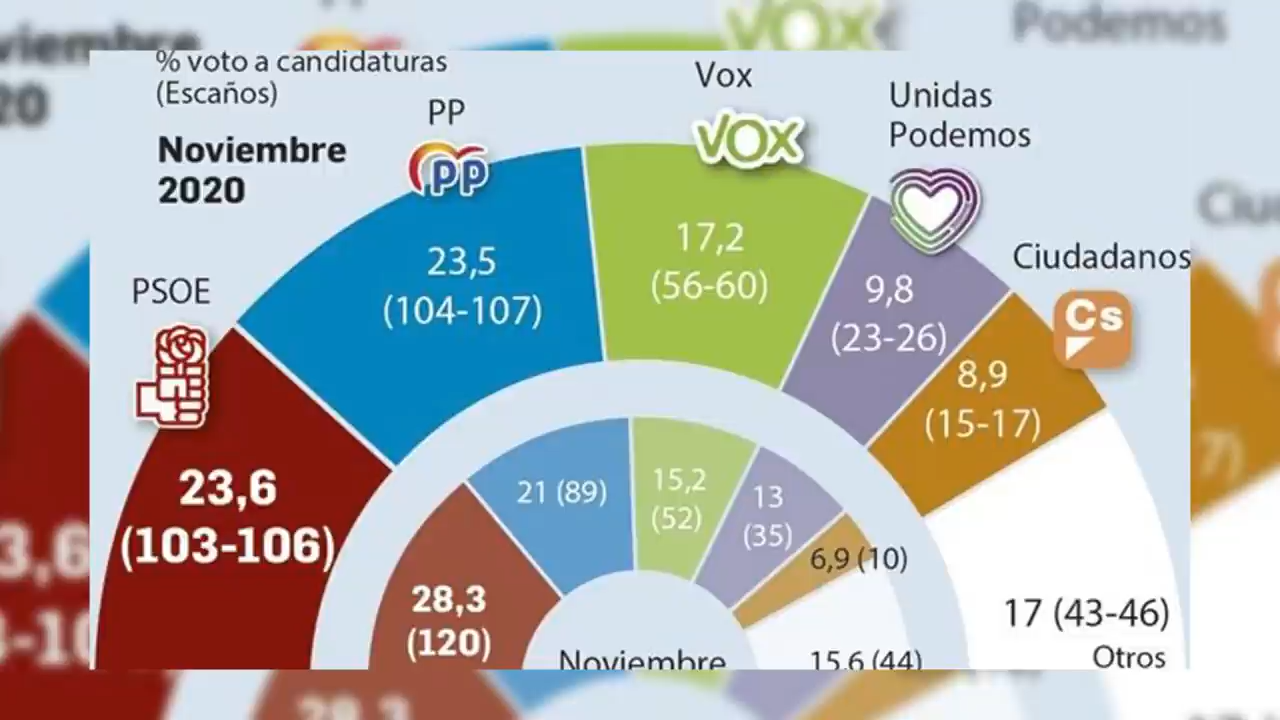 % voto a candidaturas
(Escaños)
Noviembre
2020
PSOE
23,6
(103-106)
PP
pp
23,5
(104-107)
Vox
VOX
17,2
(56-60)
Unidas
Podemos
9,8
(23-26)
Ciudadanos
Cs
8,9
(15-17)
17 (43-46)
Otros
28,3
(120)
21 (89)
15,2
(52)
13
(35)
6,9 (10)
15,6 (44)
Noviembre